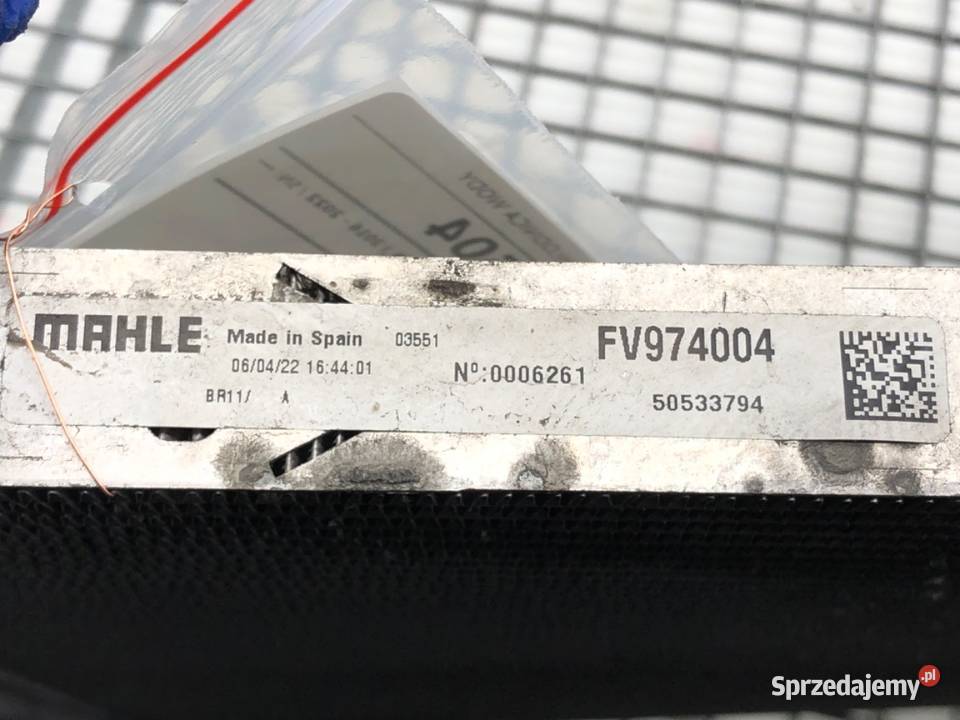 MAHLE Made in Spain 03551 FV974004
06/04/22 16:44:01 Nº:0006261
BR11/ A 50533794
Sprzedajemy.pl